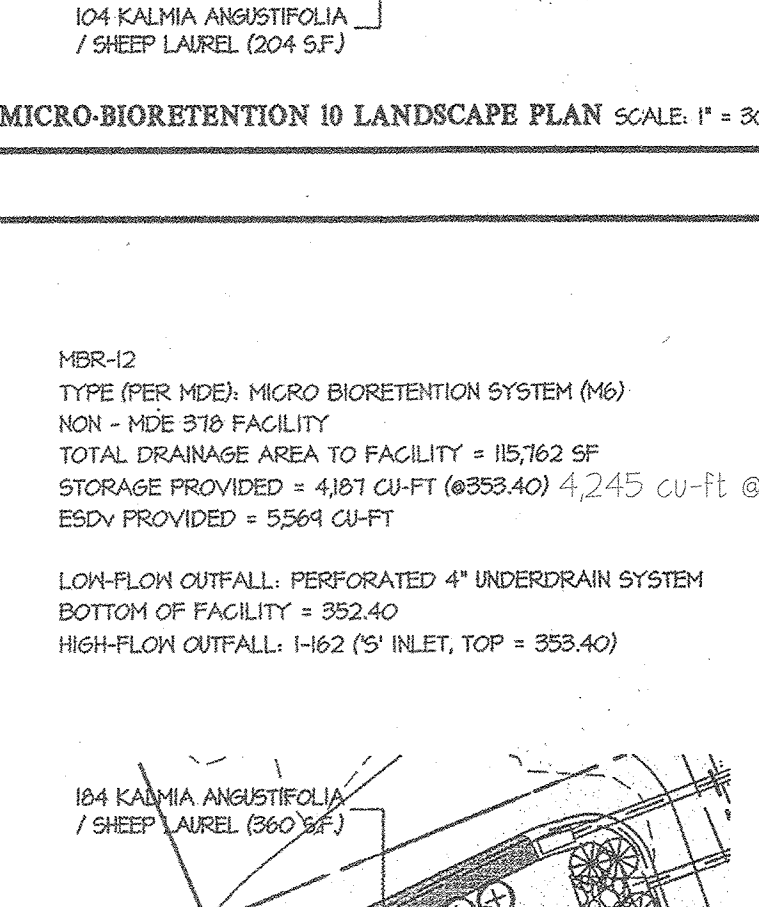 104 KALMIA ANGUSTIFOLIA
/ SHEEP LAUREL (204 S.F.)
MICRO-BIORETENTION 10 LANDSCAPE PLAN SCALE: 1" = 30
MBR-12
TYPE (PER MDE): MICRO BIORETENTION SYSTEM (M6)
NON - MDE 378 FACILITY
TOTAL DRAINAGE AREA TO FACILITY = 115,762 SF
STORAGE PROVIDED = 4,187 CU-FT (@353.40) 4,245 cu-ft @
ESDv PROVIDED = 5,569 CU-FT
LOW-FLOW OUTFALL: PERFORATED 4" UNDERDRAIN SYSTEM
BOTTOM OF FACILITY = 352.40
HIGH-FLOW OUTFALL: I-162 ('S' INLET, TOP = 353.40)
184 KALMIA ANGUSTIFOLIA
/ SHEEP LAUREL (360 S.F.)